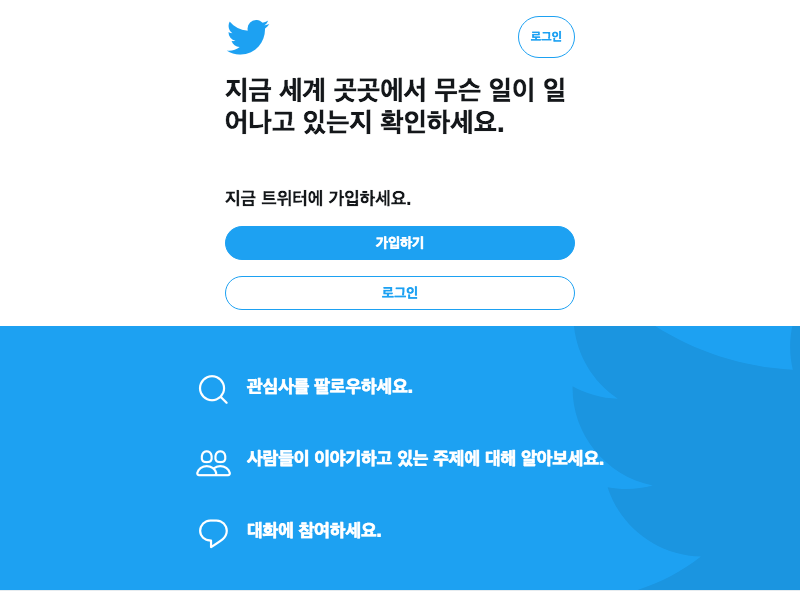 로그인
지금 세계 곳곳에서 무슨 일이 일
어나고 있는지 확인하세요.
지금 트위터에 가입하세요.
가입하기
로그인
관심사를 팔로우하세요.
사람들이 이야기하고 있는 주제에 대해 알아보세요.
대화에 참여하세요.